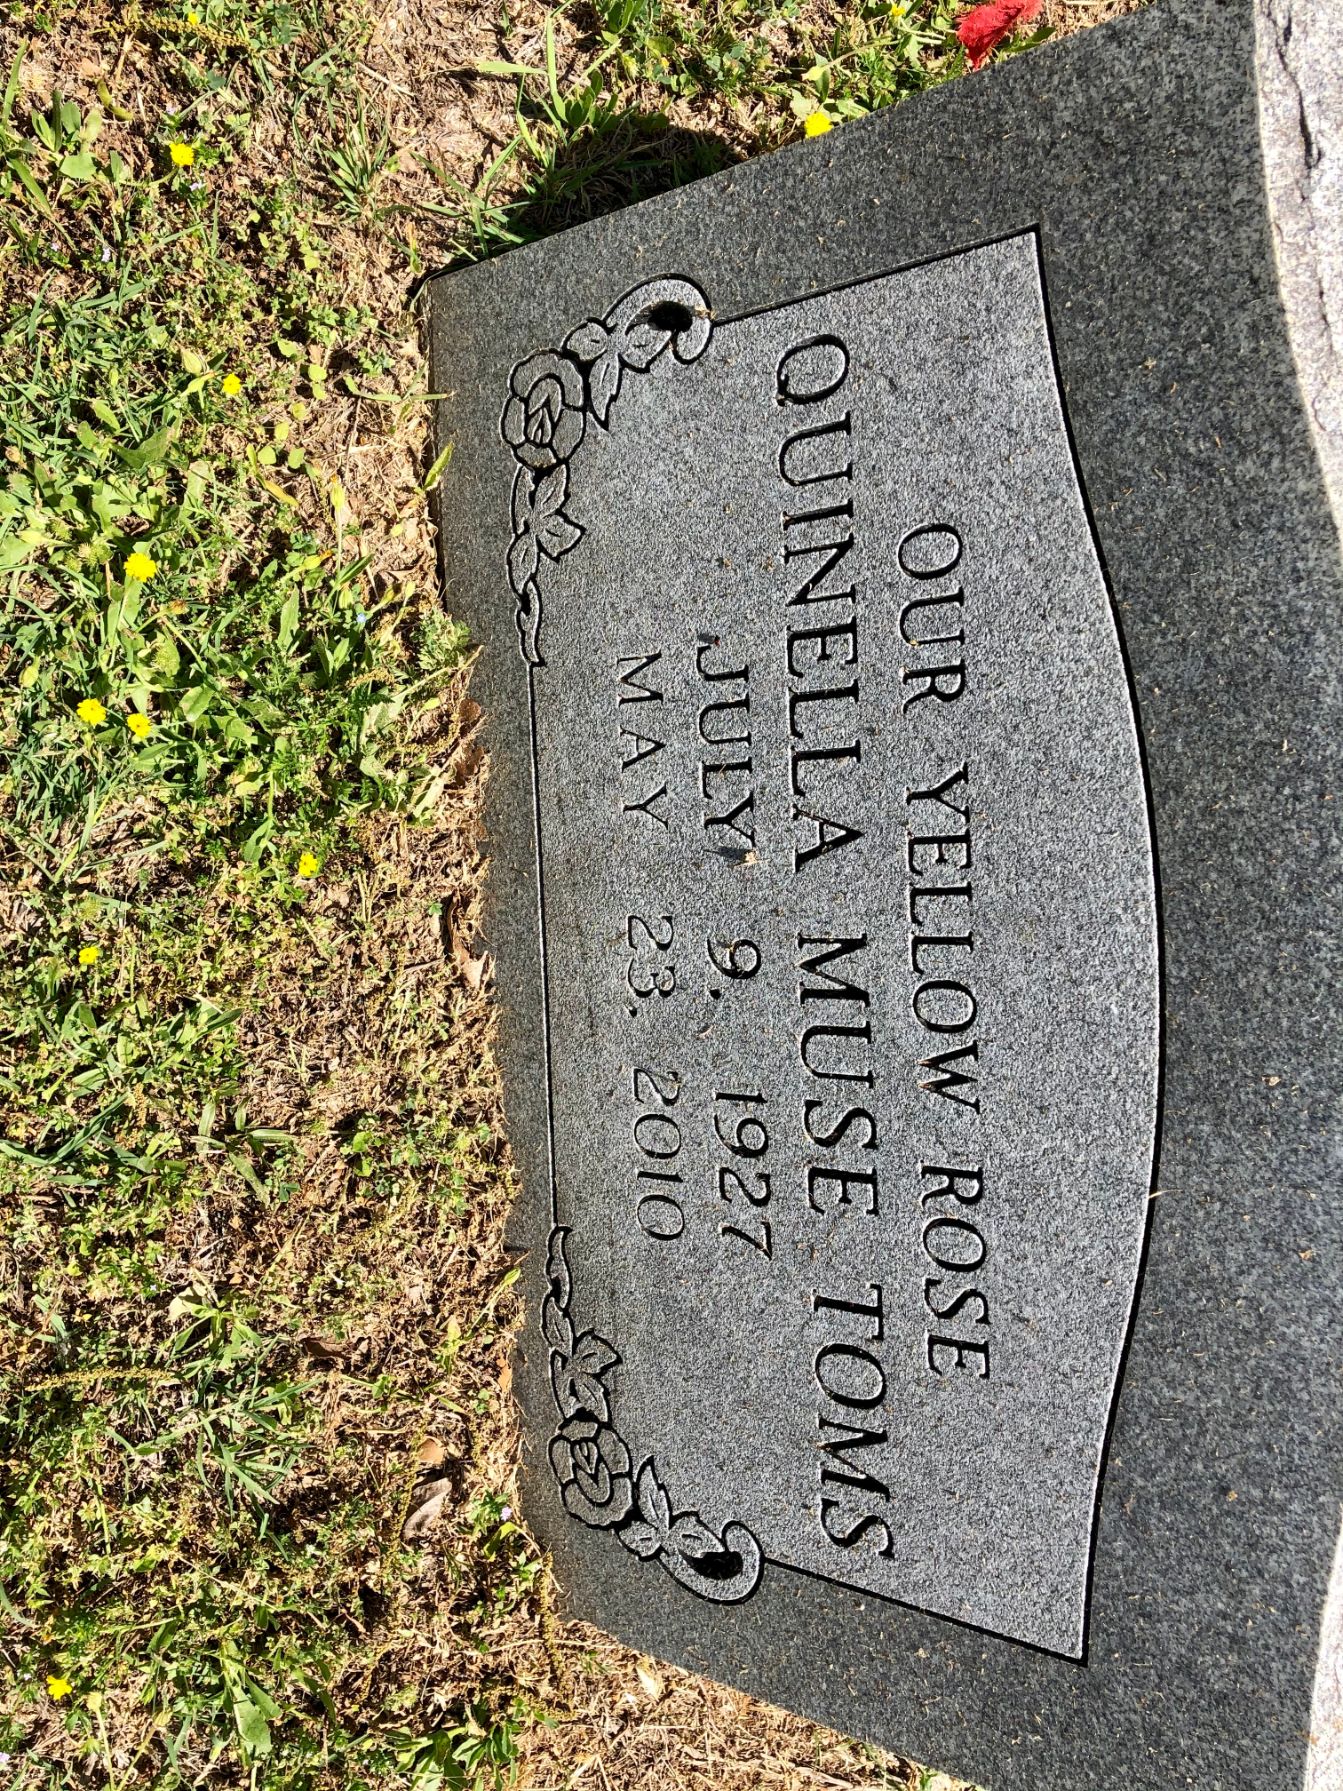 OUR YELLOW ROSE
QUINELLA MUSE TOMS
JULY 9, 1927
MAY 23, 2010